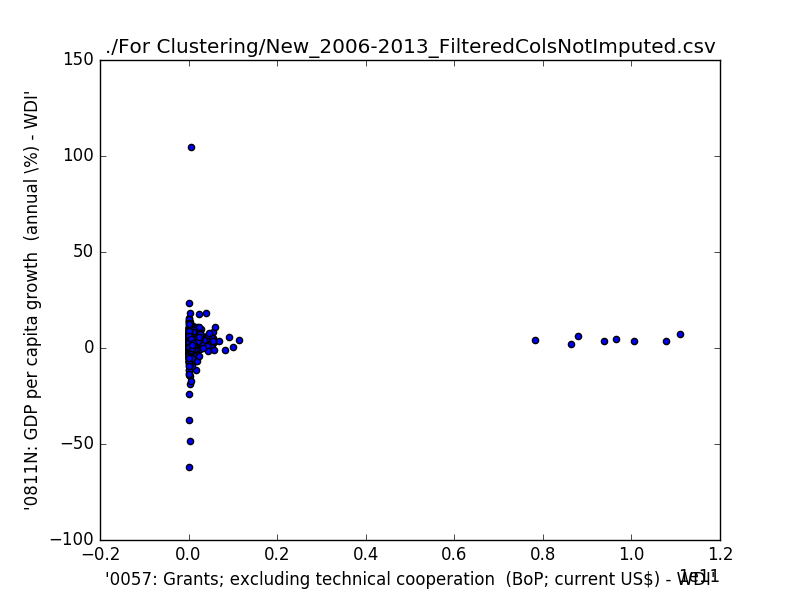 ./For Clustering/New_2006-2013_FilteredColsNotImputed.csv
150
100
50
0
−50
−100
'0811N: GDP per capita growth  (annual \%) - WDI'
−0.2 0.0 0.2 0.4 0.6 0.8 1.0 1.2
1e11
'0057: Grants; excluding technical cooperation  (BoP; current US$) - WDI'